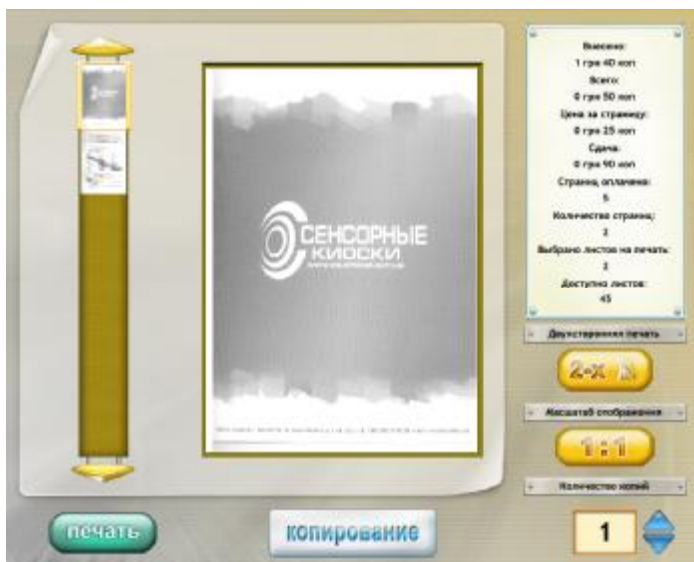 Внесено:
1 грн 40 коп
Всего:
0 грн 50 коп
Цена за страницу:
0 грн 25 коп
Сдача:
0 грн 90 коп
Страниц оплачено:
5
Количество страниц:
2
Выбрано листов на печать:
2
Доступно листов:
45
СЕНСОРНЫЕ
КИОСКИ
Двухсторонняя печать
2-х
Масштаб отображения
1:1
Количество копий
1
печать
копирование